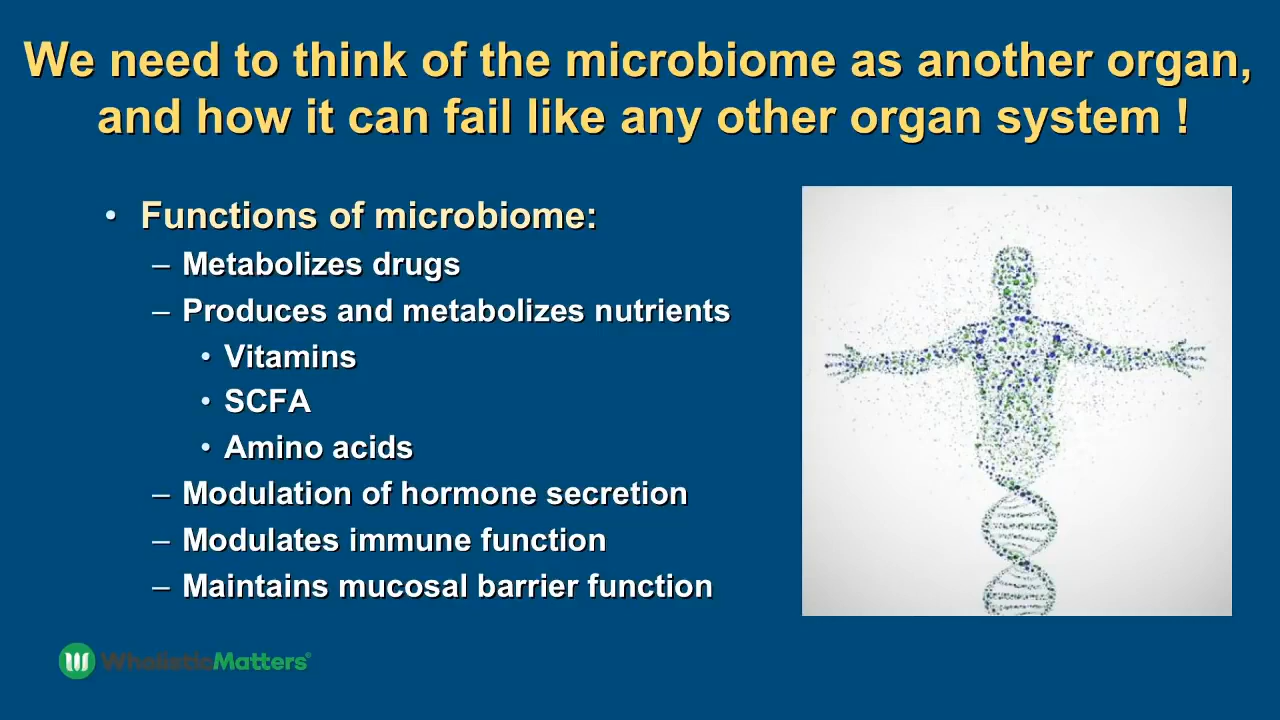 We need to think of the microbiome as another organ,
and how it can fail like any other organ system !
• Functions of microbiome:
– Metabolizes drugs
– Produces and metabolizes nutrients
• Vitamins
• SCFA
• Amino acids
– Modulation of hormone secretion
– Modulates immune function
– Maintains mucosal barrier function
WholisticMatters®